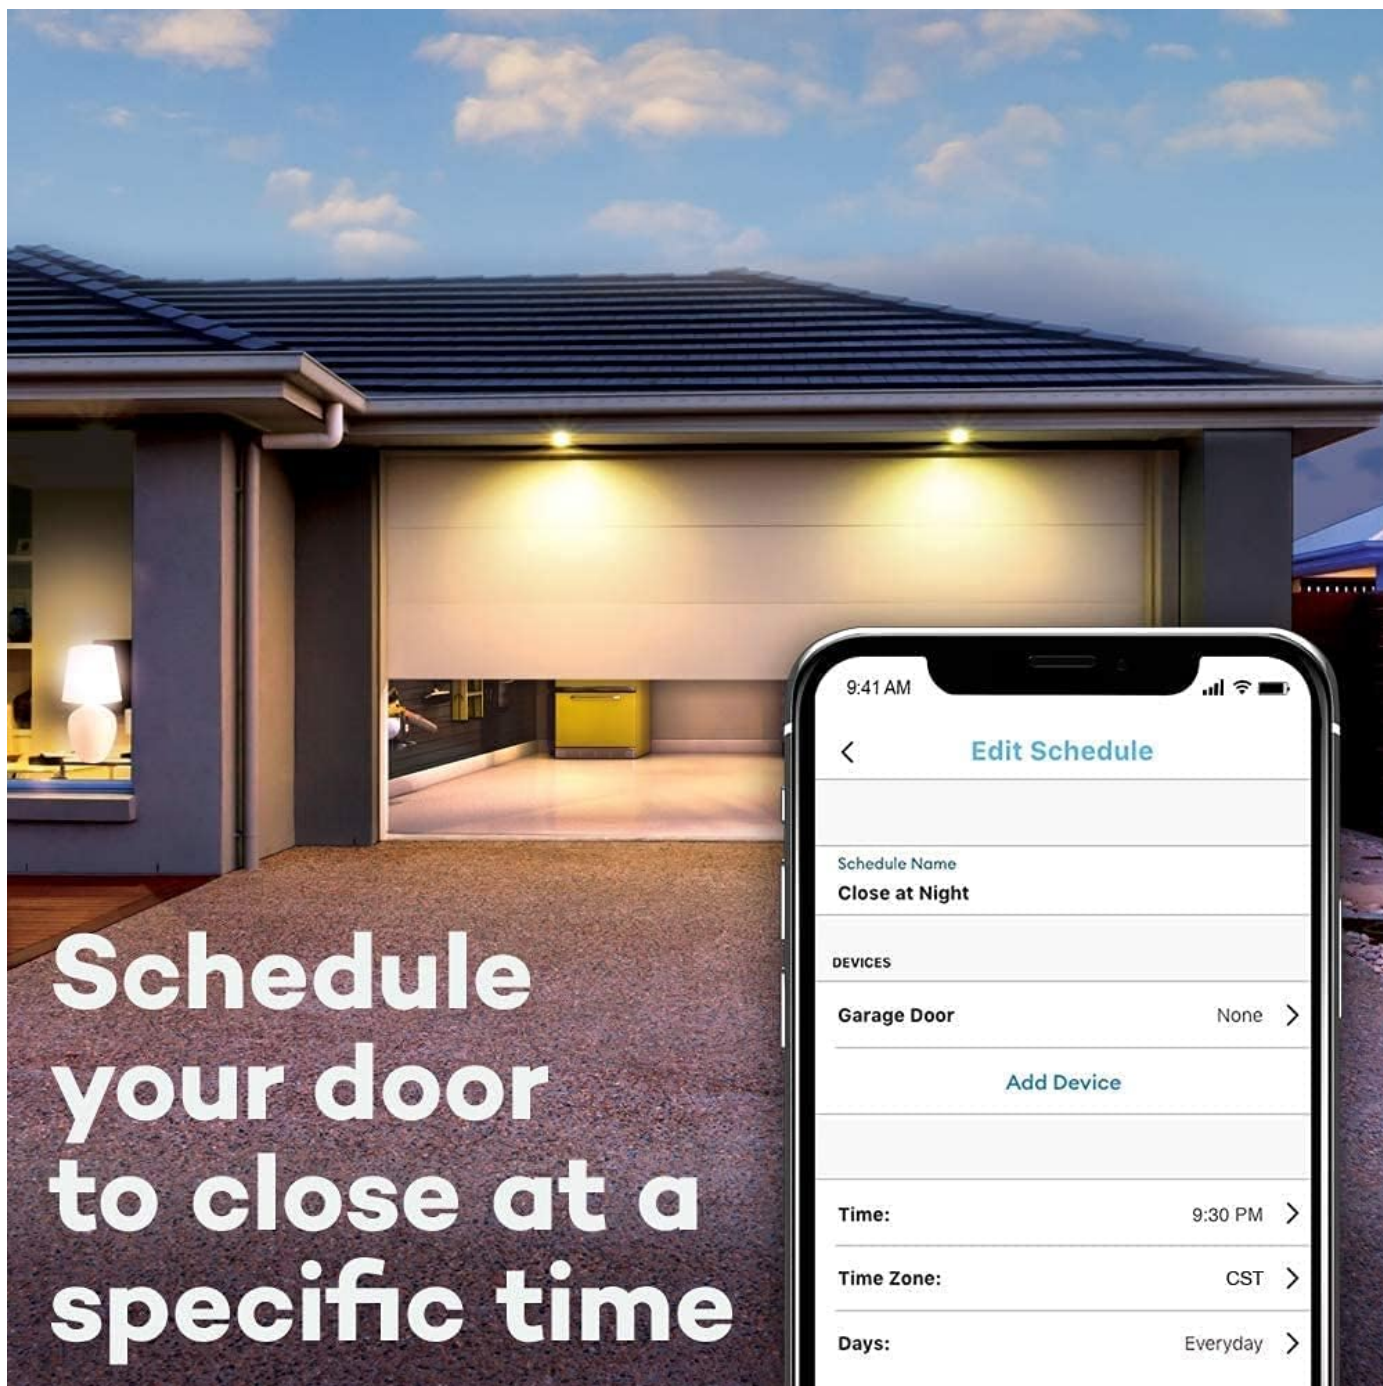 9:41 AM
Edit Schedule
Schedule Name
Close at Night
DEVICES
Garage Door None
Add Device
Time: 9:30 PM
Time Zone: CST
Days: Everyday
Schedule
your door
to close at a
specific time